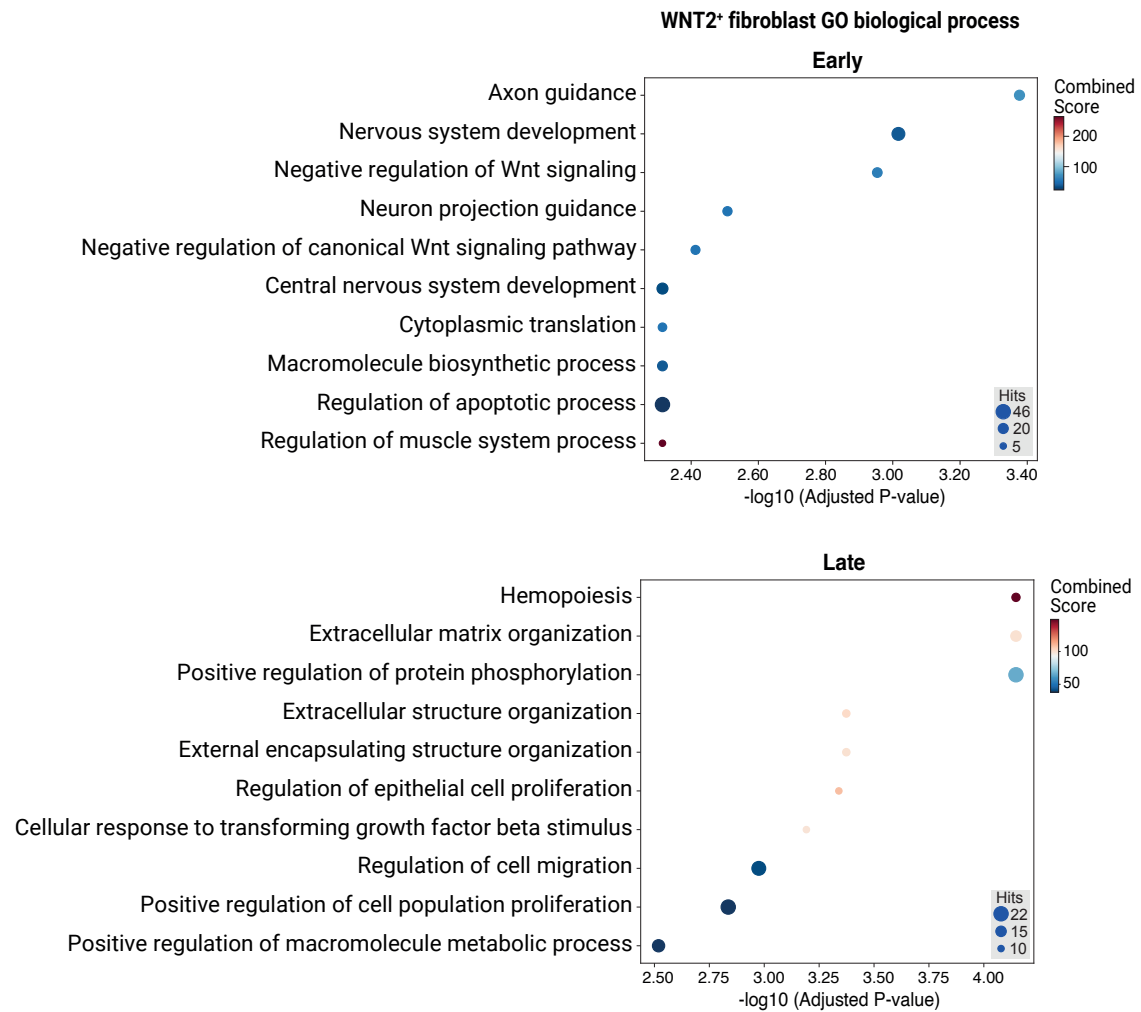 WNT2⁺ fibroblast GO biological process
Early
Axon guidance
Nervous system development
Negative regulation of Wnt signaling
Neuron projection guidance
Negative regulation of canonical Wnt signaling pathway
Central nervous system development
Cytoplasmic translation
Macromolecule biosynthetic process
Regulation of apoptotic process
Regulation of muscle system process
Combined
Score
200
100
Hits
46
20
5
2.40 2.60 2.80 3.00 3.20 3.40
-log10 (Adjusted P-value)
Late
Hemopoiesis
Extracellular matrix organization
Positive regulation of protein phosphorylation
Extracellular structure organization
External encapsulating structure organization
Regulation of epithelial cell proliferation
Cellular response to transforming growth factor beta stimulus
Regulation of cell migration
Positive regulation of cell population proliferation
Positive regulation of macromolecule metabolic process
Combined
Score
100
50
Hits
22
15
10
2.50 2.75 3.00 3.25 3.50 3.75 4.00
-log10 (Adjusted P-value)